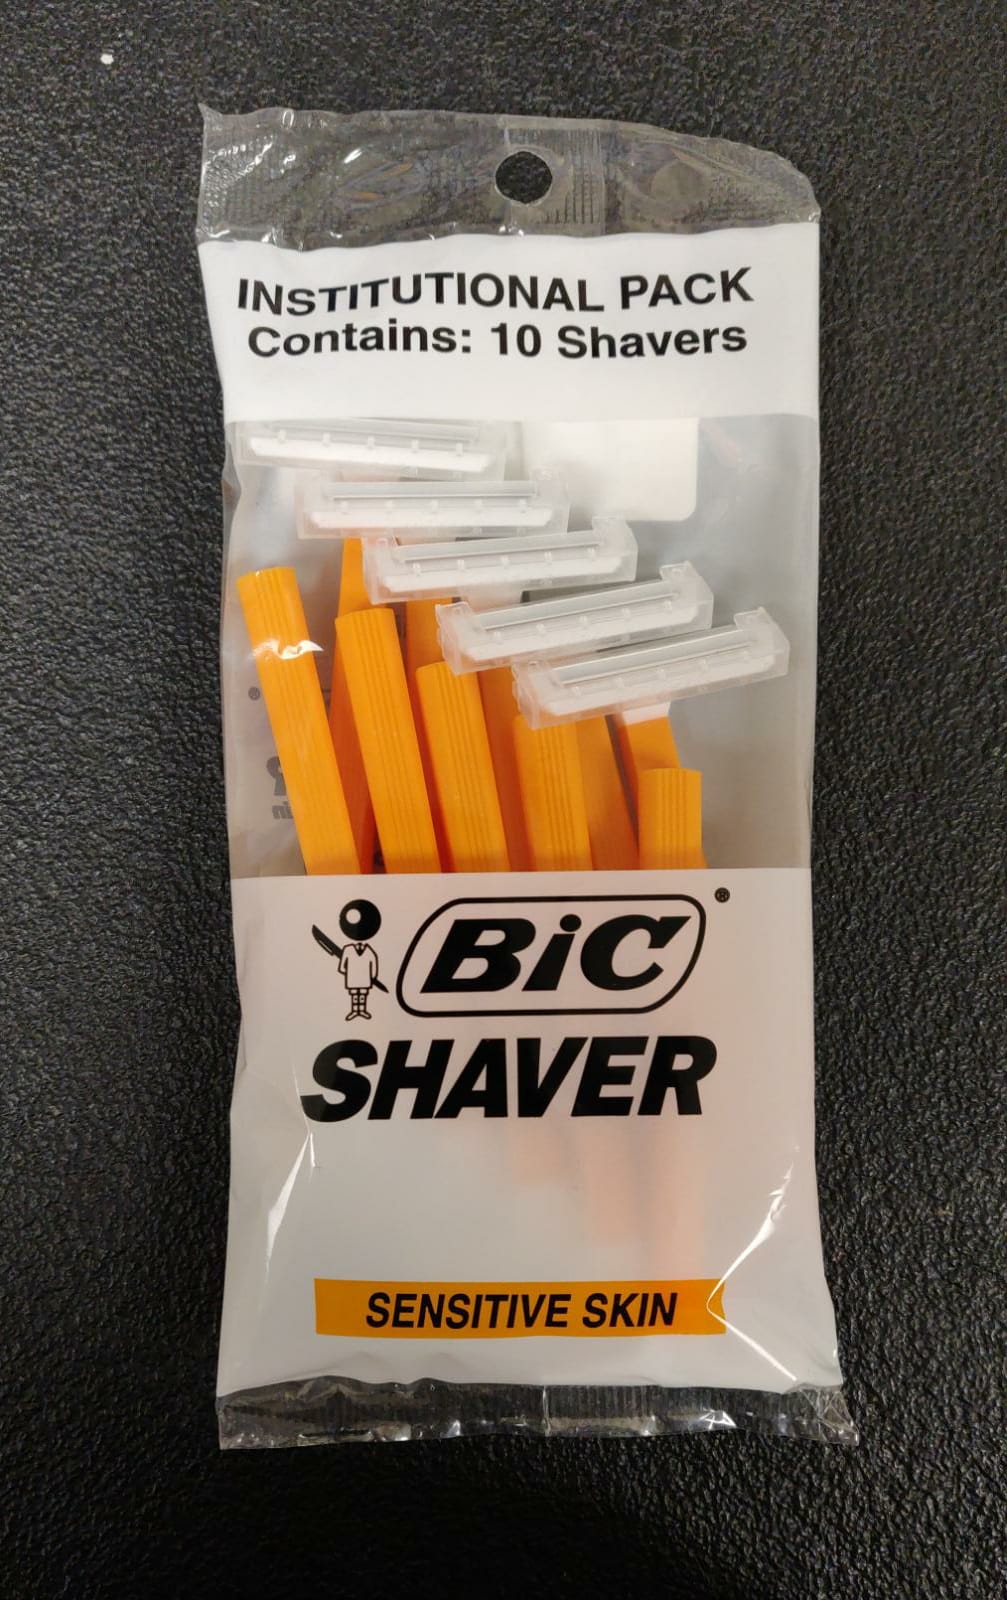 INSTITUTIONAL PACK
Contains: 10 Shavers
BiC®
SHAVER
SENSITIVE SKIN